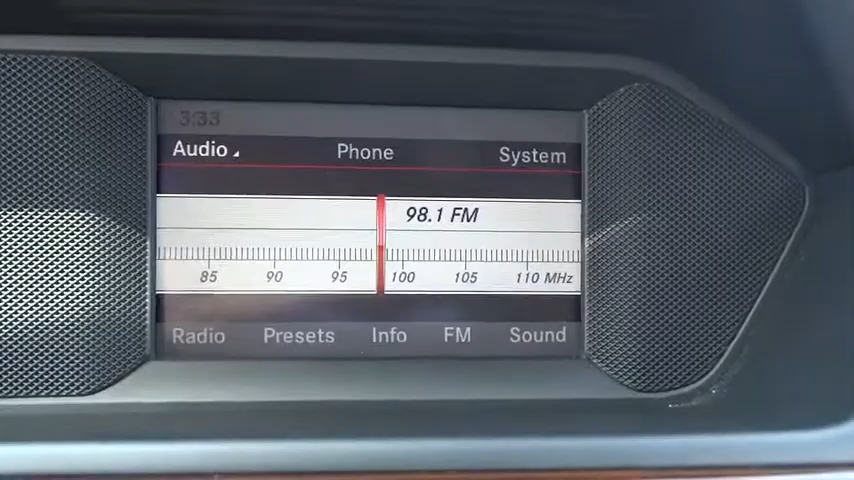 3:33
Audio Phone System
98.1 FM
85 90 95 100 105 110 MHz
Radio Presets Info FM Sound